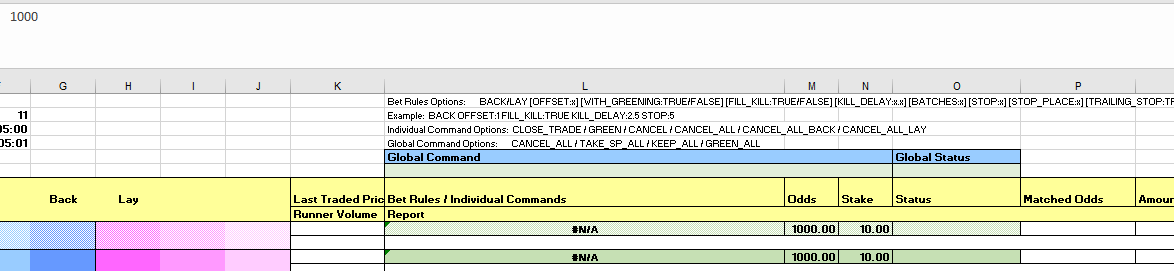 1000
G H I J K L M N O P
Bet Rules Options: BACK/LAY [OFFSET:x] [WITH_GREENING:TRUE/FALSE] [FILL_KILL:TRUE/FALSE] [KILL_DELAY:x.x] [BATCHES:x] [STOP:x] [STOP_PLACE:x] [TRAILING_STOP:TR
11 Example: BACK OFFSET:1FILL_KILL:TRUE KILL_DELAY:2.5 STOP:5
05:00 Individual Command Options: CLOSE_TRADE / GREEN / CANCEL / CANCEL_ALL / CANCEL_ALL_BACK / CANCEL_ALL_LAY
05:01 Global Command Options: CANCEL_ALL / TAKE_SP_ALL / KEEP_ALL / GREEN_ALL
Global Command Global Status
Back Lay Last Traded Pric Bet Rules / Individual Commands Odds Stake Status Matched Odds Amoun
Runner Volume Report
#N/A 1000.00 10.00
#N/A 1000.00 10.00